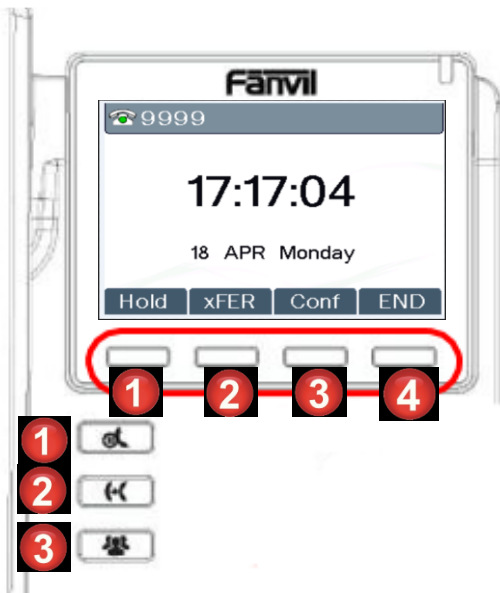 Fanvil
9999
17:17:04
18 APR Monday
Hold xFER Conf END
1 2 3 4
1
2
3